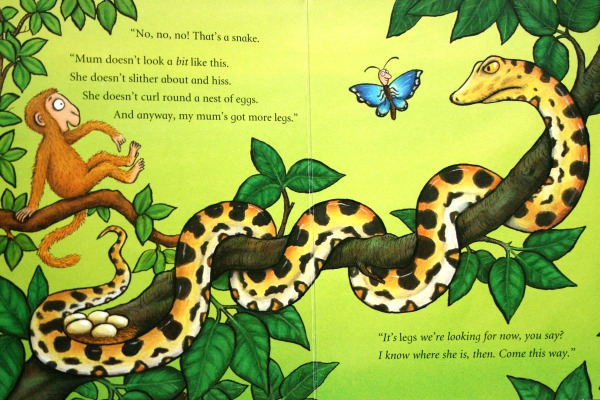 “No, no, no! That’s a snake.
“Mum doesn’t look a bit like this.
She doesn’t slither about and hiss.
She doesn’t curl round a nest of eggs.
And anyway, my mum’s got more legs.”
“It’s legs we’re looking for now, you say?
I know where she is, then. Come this way.”